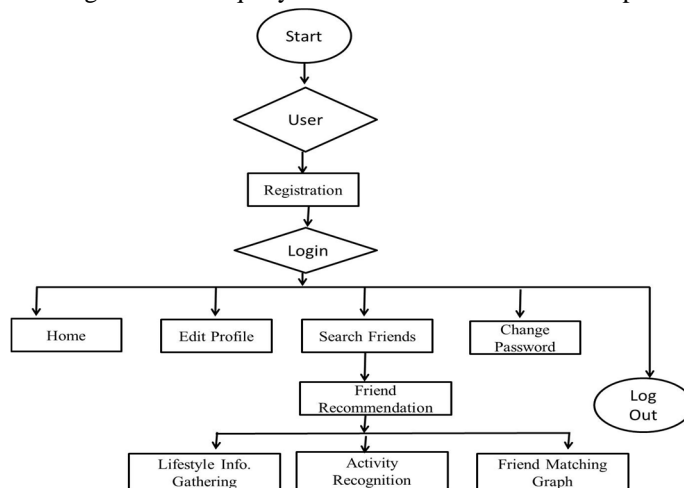 Start
User
Registration
Login
Home
Edit Profile
Search Friends
Change
Password
Friend
Recommendation
Log
Out
Lifestyle Info.
Gathering
Activity
Recognition
Friend Matching
Graph